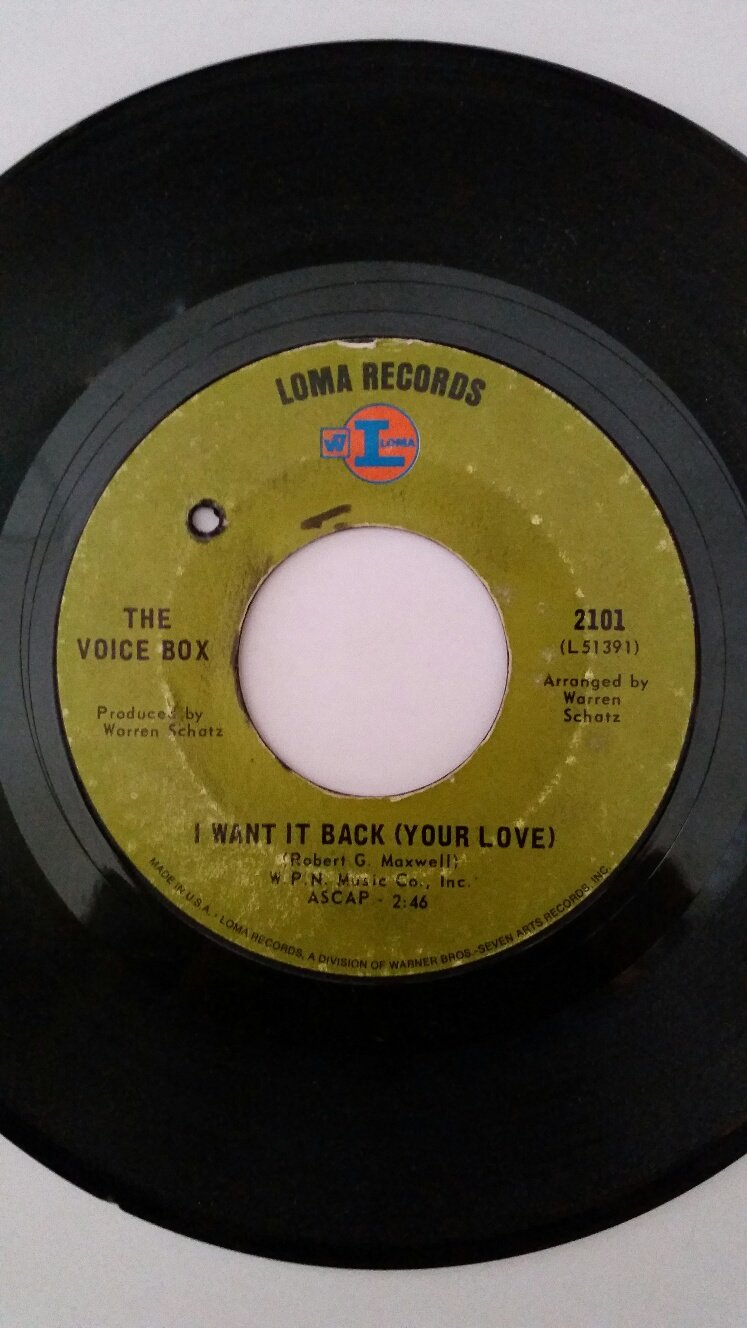 LOMA RECORDS
W7
L
LOMA
THE
VOICE BOX
Produced by
Warren Schatz
2101
(L51391)
Arranged by
Warren
Schatz
I WANT IT BACK (YOUR LOVE)
(Robert G. Maxwell)
W.P.N. Music Co., Inc.
ASCAP - 2:46
MADE IN U.S.A. · LOMA RECORDS, A DIVISION OF WARNER BROS.-SEVEN ARTS RECORDS, INC.